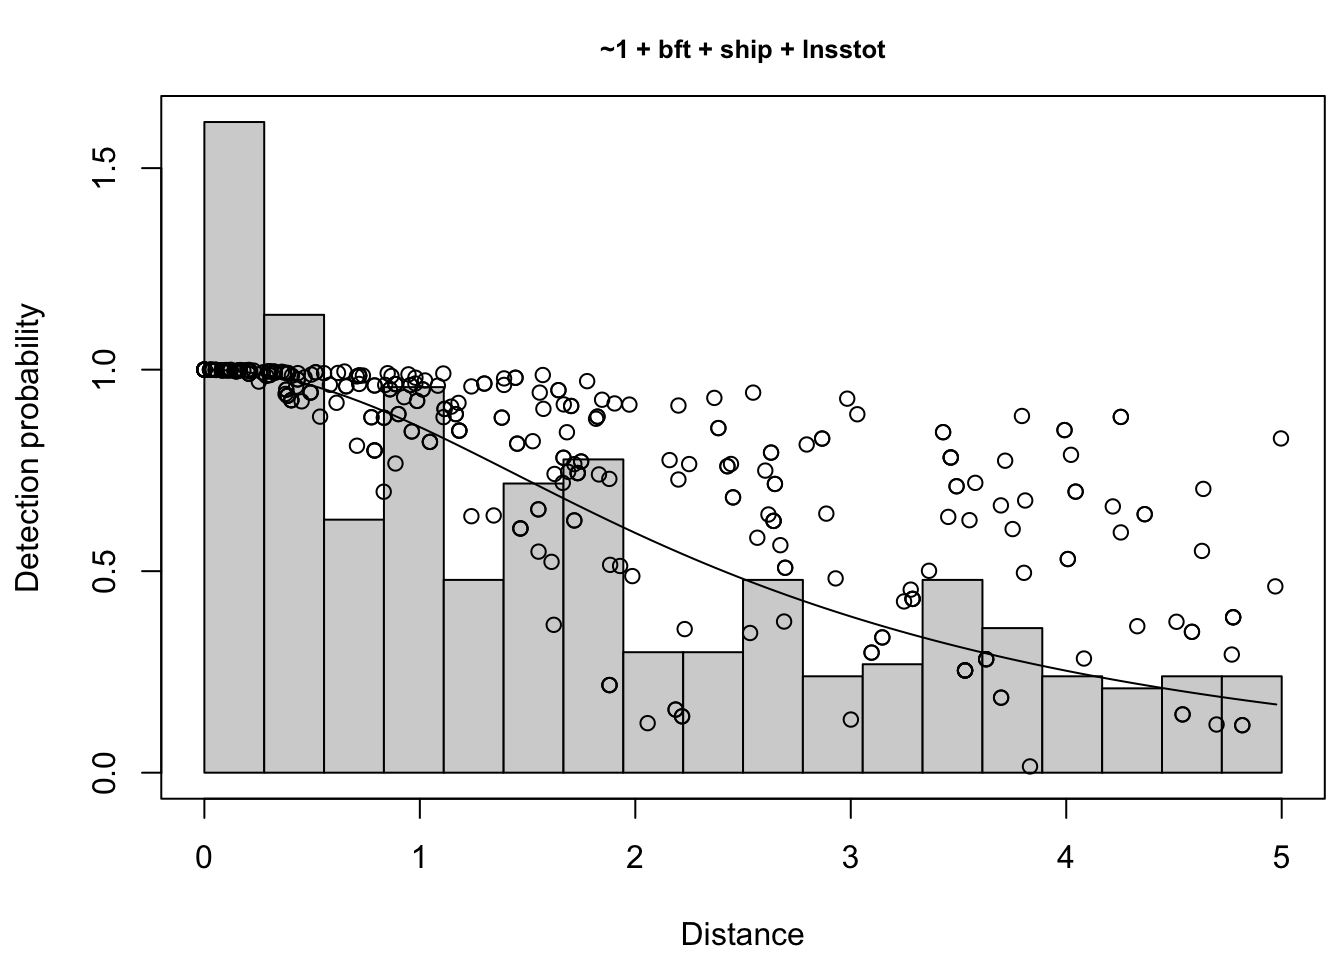 ~1 + bft + ship + lnsstot
Detection probability
1.5
1.0
0.5
0.0
0 1 2 3 4 5
Distance